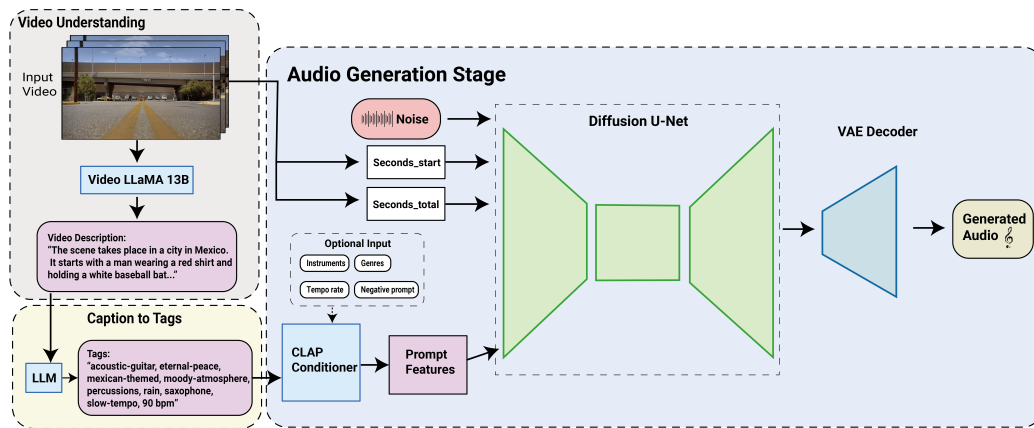 Video Understanding
Input
Video
Video LLaMA 13B
Video Description:
“The scene takes place in a city in Mexico.
It starts with a man wearing a red shirt and
holding a white baseball bat...”
Caption to Tags
LLM
Tags:
“acoustic-guitar, eternal-peace,
mexican-themed, moody-atmosphere,
percussions, rain, saxophone,
slow-tempo, 90 bpm”
Audio Generation Stage
Noise
Seconds_start
Seconds_total
Optional Input
Instruments
Genres
Tempo rate
Negative prompt
CLAP
Conditioner
Prompt
Features
Diffusion U-Net
VAE Decoder
Generated
Audio